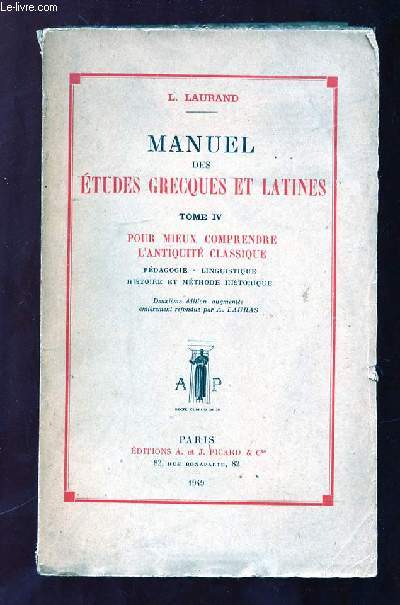 Le-Livre.com
L. LAURAND
MANUEL
DES
ÉTUDES GRECQUES ET LATINES
TOME IV
POUR MIEUX COMPRENDRE
L'ANTIQUITÉ CLASSIQUE
PÉDAGOGIE - LINGUISTIQUE
HISTOIRE ET MÉTHODE HISTORIQUE
Deuxième édition augmentée
entièrement refondue par A. LAURAS
A P
PARIS
ÉDITIONS A. et J. PICARD & Cie
82, RUE BONAPARTE, 82
1949